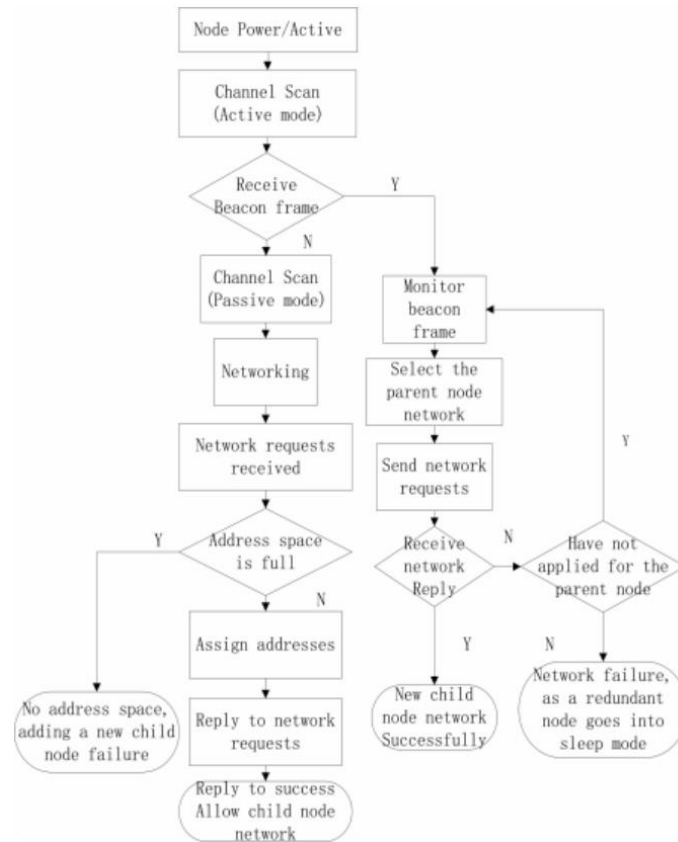 Node Power/Active
Channel Scan
(Active mode)
Receive
Beacon frame
Y
N
Channel Scan
(Passive mode)
Monitor
beacon
frame
Networking
Select the
parent node
network
Network requests
received
Send network
requests
Y
Y
Address space
is full
Receive
network
Reply
N
Have not
applied for the
parent node
N
Assign addresses
Y
N
No address space,
adding a new child
node failure
Reply to network
requests
New child
node network
Successfully
Network failure,
as a redundant
node goes into
sleep mode
Reply to success
Allow child node
network